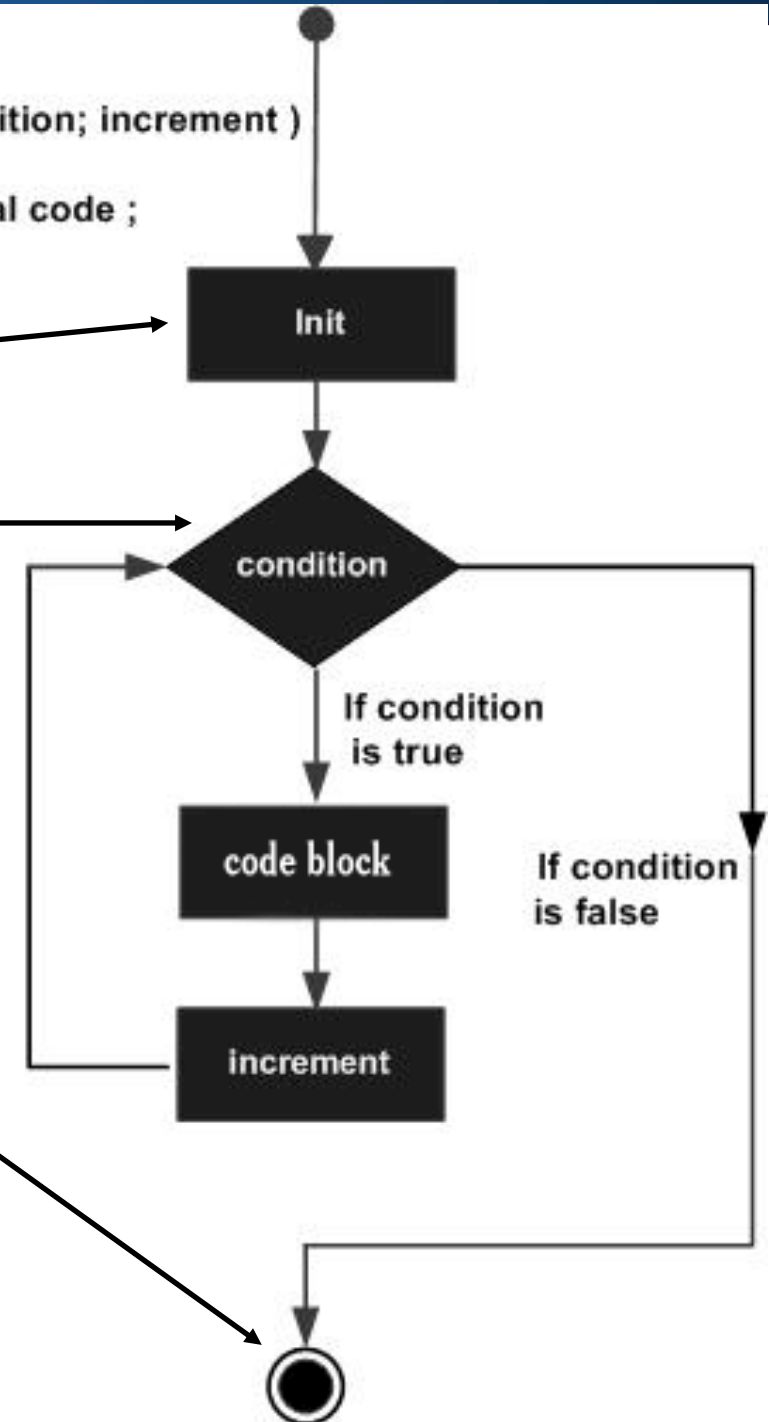 ition; increment )
al code ;
Init
condition
If condition
is true
code block
If condition
is false
increment